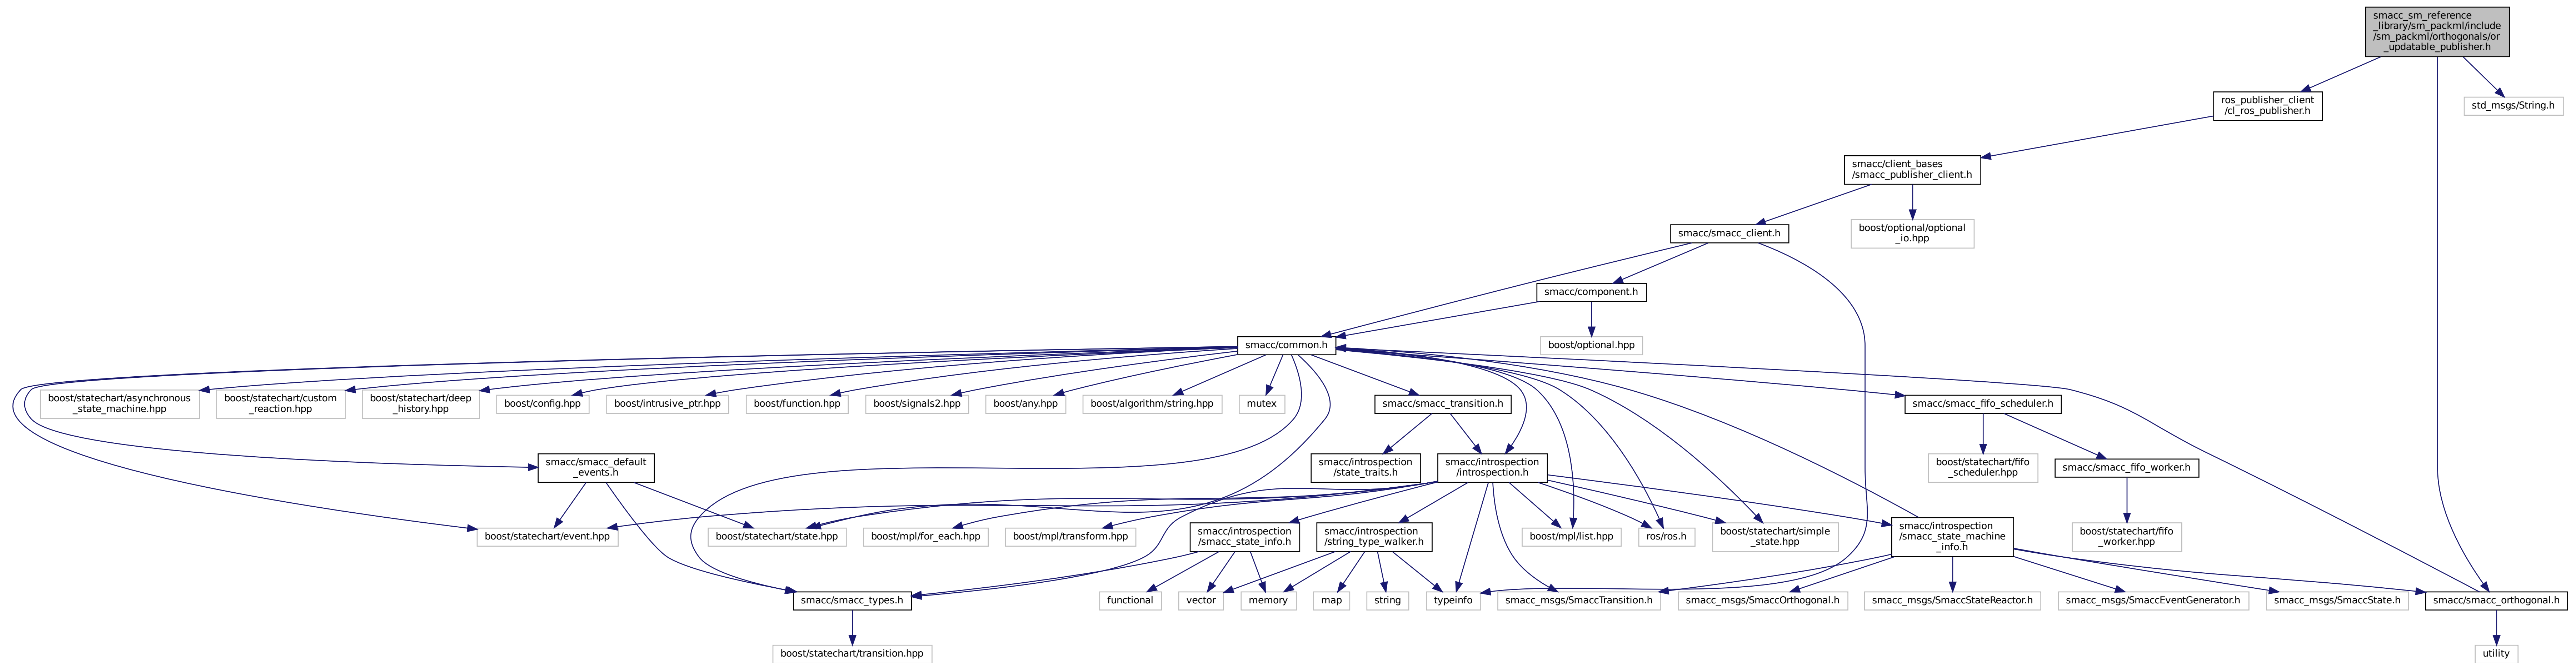 smacc_sm_reference
_library/sm_packml/include
/sm_packml/orthogonals/or
_updatable_publisher.h
ros_publisher_client
/cl_ros_publisher.h
std_msgs/String.h
smacc/client_bases
/smacc_publisher_client.h
smacc/smacc_client.h
boost/optional/optional
_io.hpp
smacc/component.h
smacc/common.h
boost/optional.hpp
boost/statechart/asynchronous
_state_machine.hpp
boost/statechart/custom
_reaction.hpp
boost/statechart/deep
_history.hpp
boost/config.hpp
boost/intrusive_ptr.hpp
boost/function.hpp
boost/signals2.hpp
boost/any.hpp
boost/algorithm/string.hpp
mutex
smacc/smacc_transition.h
smacc/smacc_fifo_scheduler.h
smacc/smacc_default
_events.h
smacc/introspection
/state_traits.h
smacc/introspection
/introspection.h
boost/statechart/fifo
_scheduler.hpp
smacc/smacc_fifo_worker.h
boost/statechart/event.hpp
boost/statechart/state.hpp
boost/mpl/for_each.hpp
boost/mpl/transform.hpp
smacc/introspection
/smacc_state_info.h
smacc/introspection
/string_type_walker.h
boost/mpl/list.hpp
ros/ros.h
boost/statechart/simple
_state.hpp
smacc/introspection
/smacc_state_machine
_info.h
boost/statechart/fifo
_worker.hpp
smacc/smacc_types.h
functional
vector
memory
map
string
typeinfo
smacc_msgs/SmaccTransition.h
smacc_msgs/SmaccOrthogonal.h
smacc_msgs/SmaccStateReactor.h
smacc_msgs/SmaccEventGenerator.h
smacc_msgs/SmaccState.h
smacc/smacc_orthogonal.h
boost/statechart/transition.hpp
utility